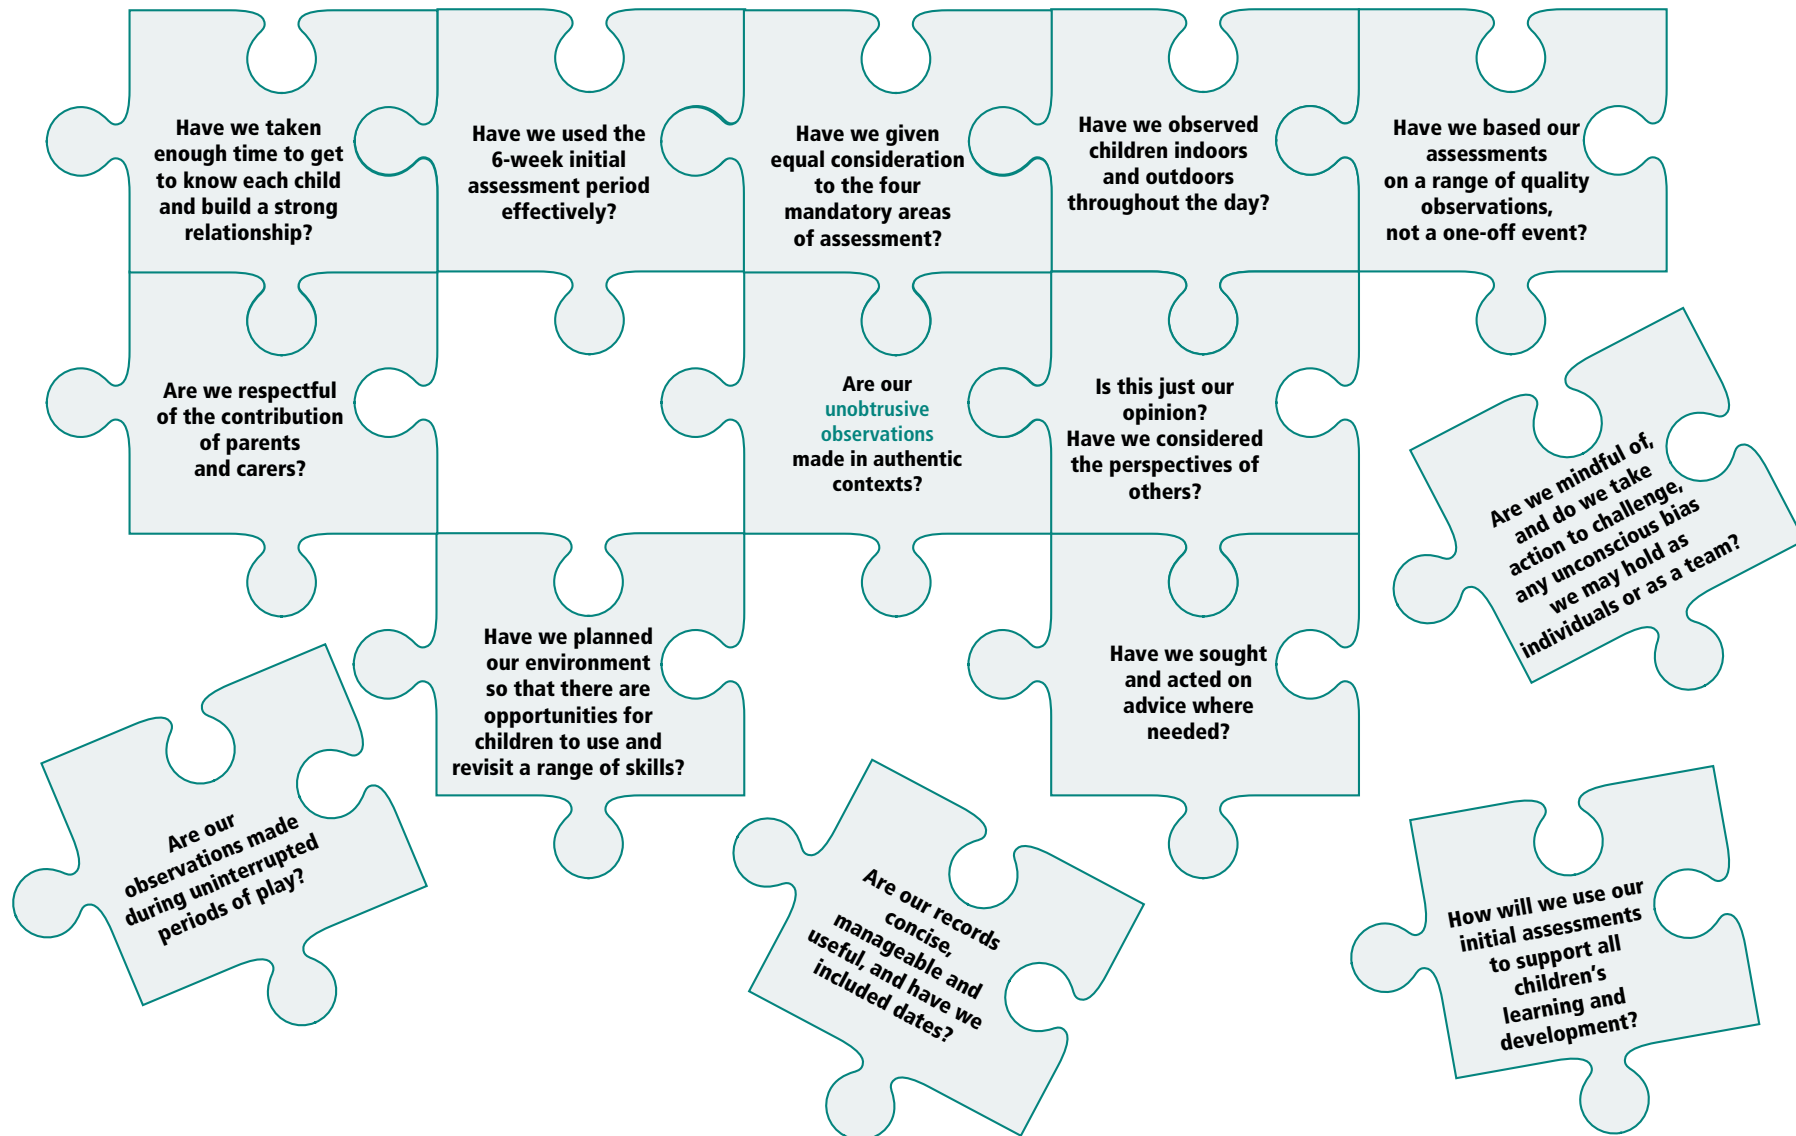 Have we taken
enough time to get
to know each child
and build a strong
relationship?
Have we used the
6-week initial
assessment period
effectively?
Have we given
equal consideration
to the four
mandatory areas
of assessment?
Have we observed
children indoors
and outdoors
throughout the day?
Have we based our
assessments
on a range of quality
observations,
not a one-off event?
Are we respectful
of the contribution
of parents
and carers?
Are our
unobtrusive
observations
made in authentic
contexts?
Is this just our
opinion?
Have we considered
the perspectives of
others?
Are we mindful of,
and do we take
action to challenge,
any unconscious bias
we may hold as
individuals or as a team?
Have we planned
our environment
so that there are
opportunities for
children to use and
revisit a range of skills?
Have we sought
and acted on
advice where
needed?
Are our
observations made
during uninterrupted
periods of play?
Are our records
concise,
manageable and
useful, and have we
included dates?
How will we use our
initial assessments
to support all
children’s
learning and
development?